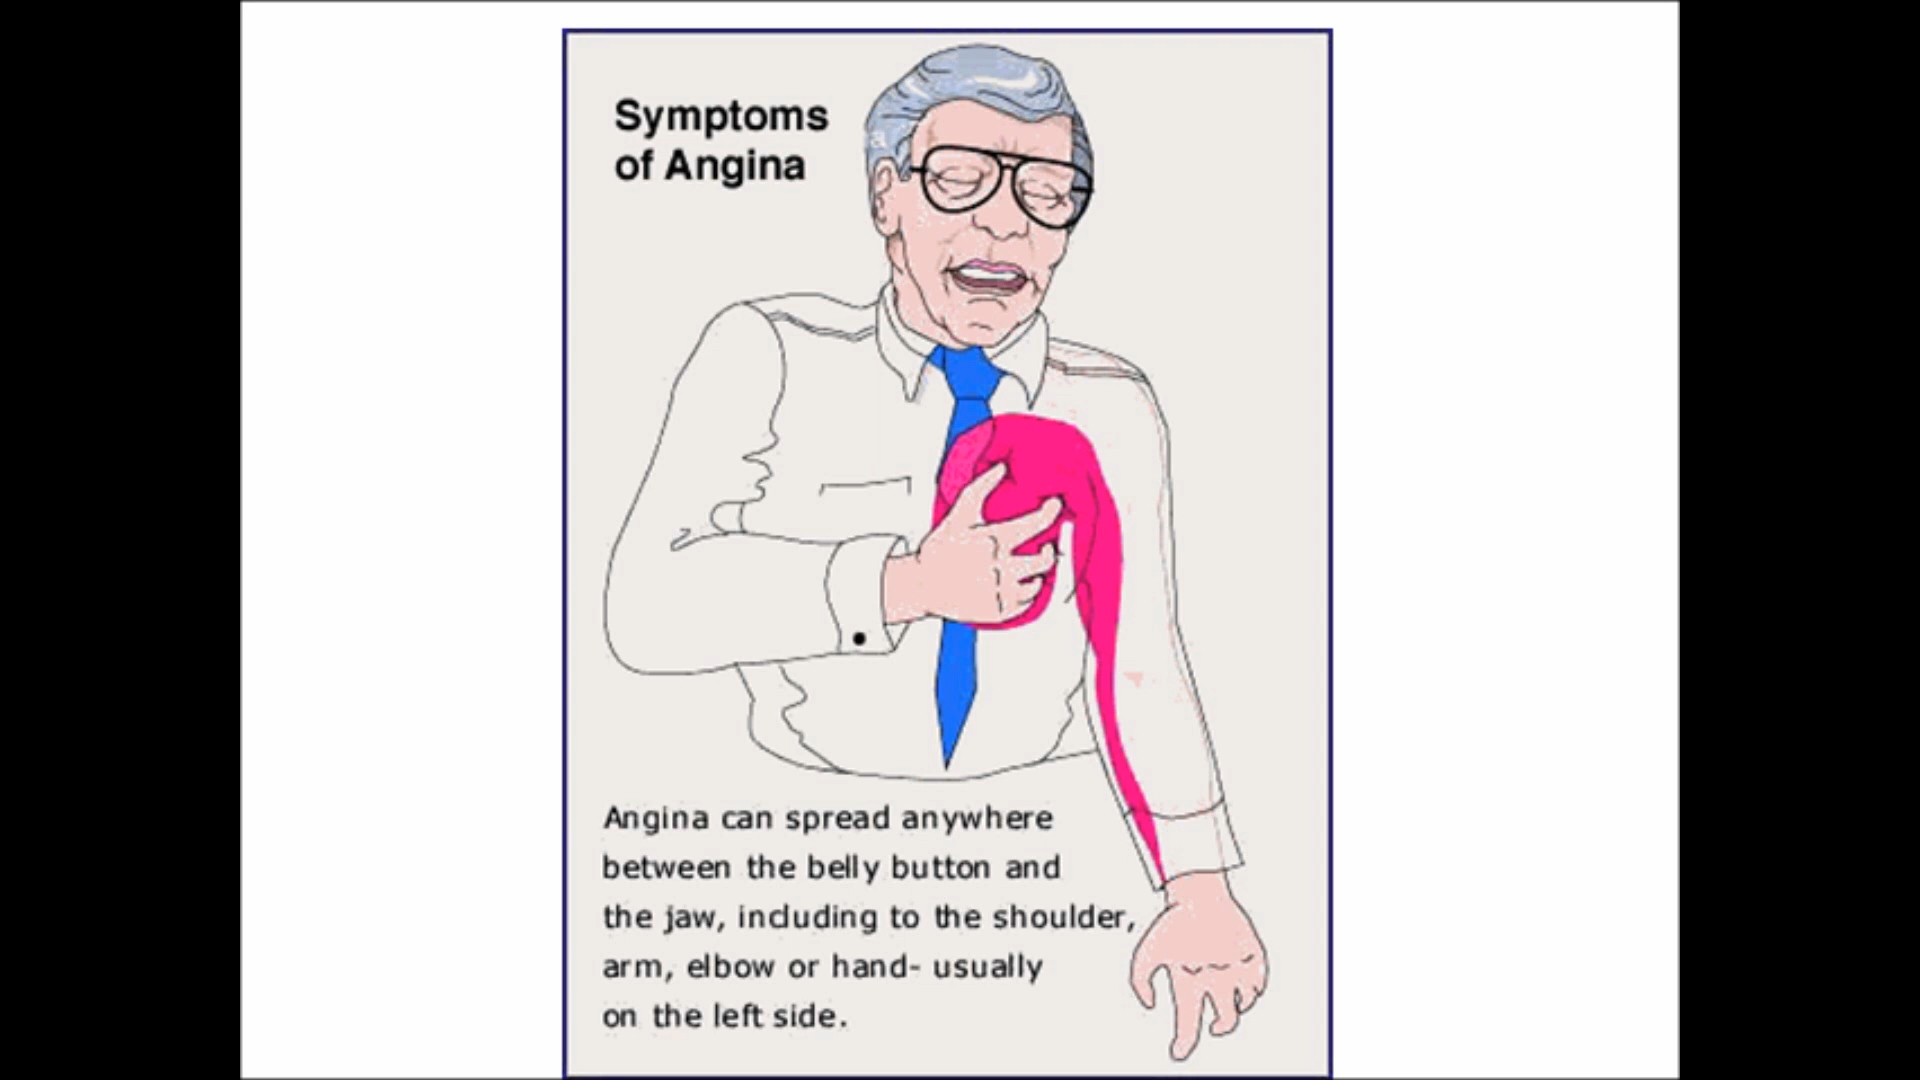 Symptoms
of Angina
Angina can spread anywhere
between the belly button and
the jaw, including to the shoulder,
arm, elbow or hand- usually
on the left side.